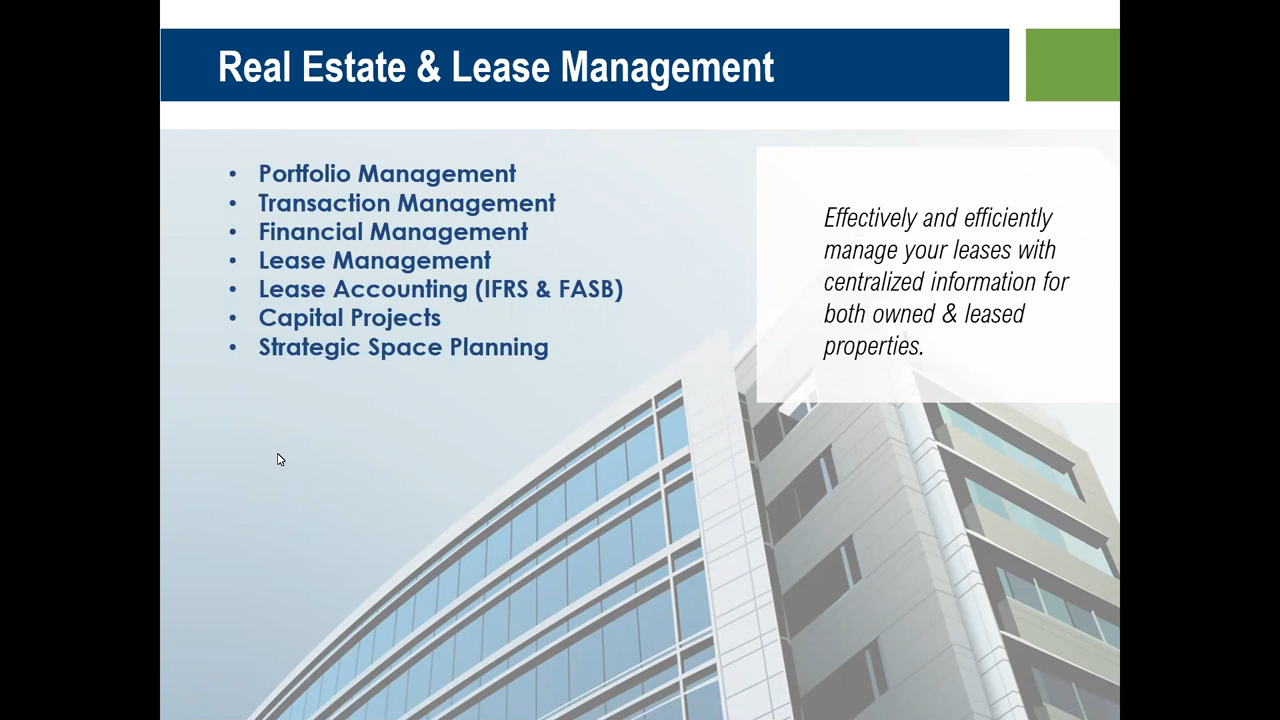 Real Estate & Lease Management
• Portfolio Management
• Transaction Management
• Financial Management
• Lease Management
• Lease Accounting (IFRS & FASB)
• Capital Projects
• Strategic Space Planning
Effectively and efficiently
manage your leases with
centralized information for
both owned & leased
properties.